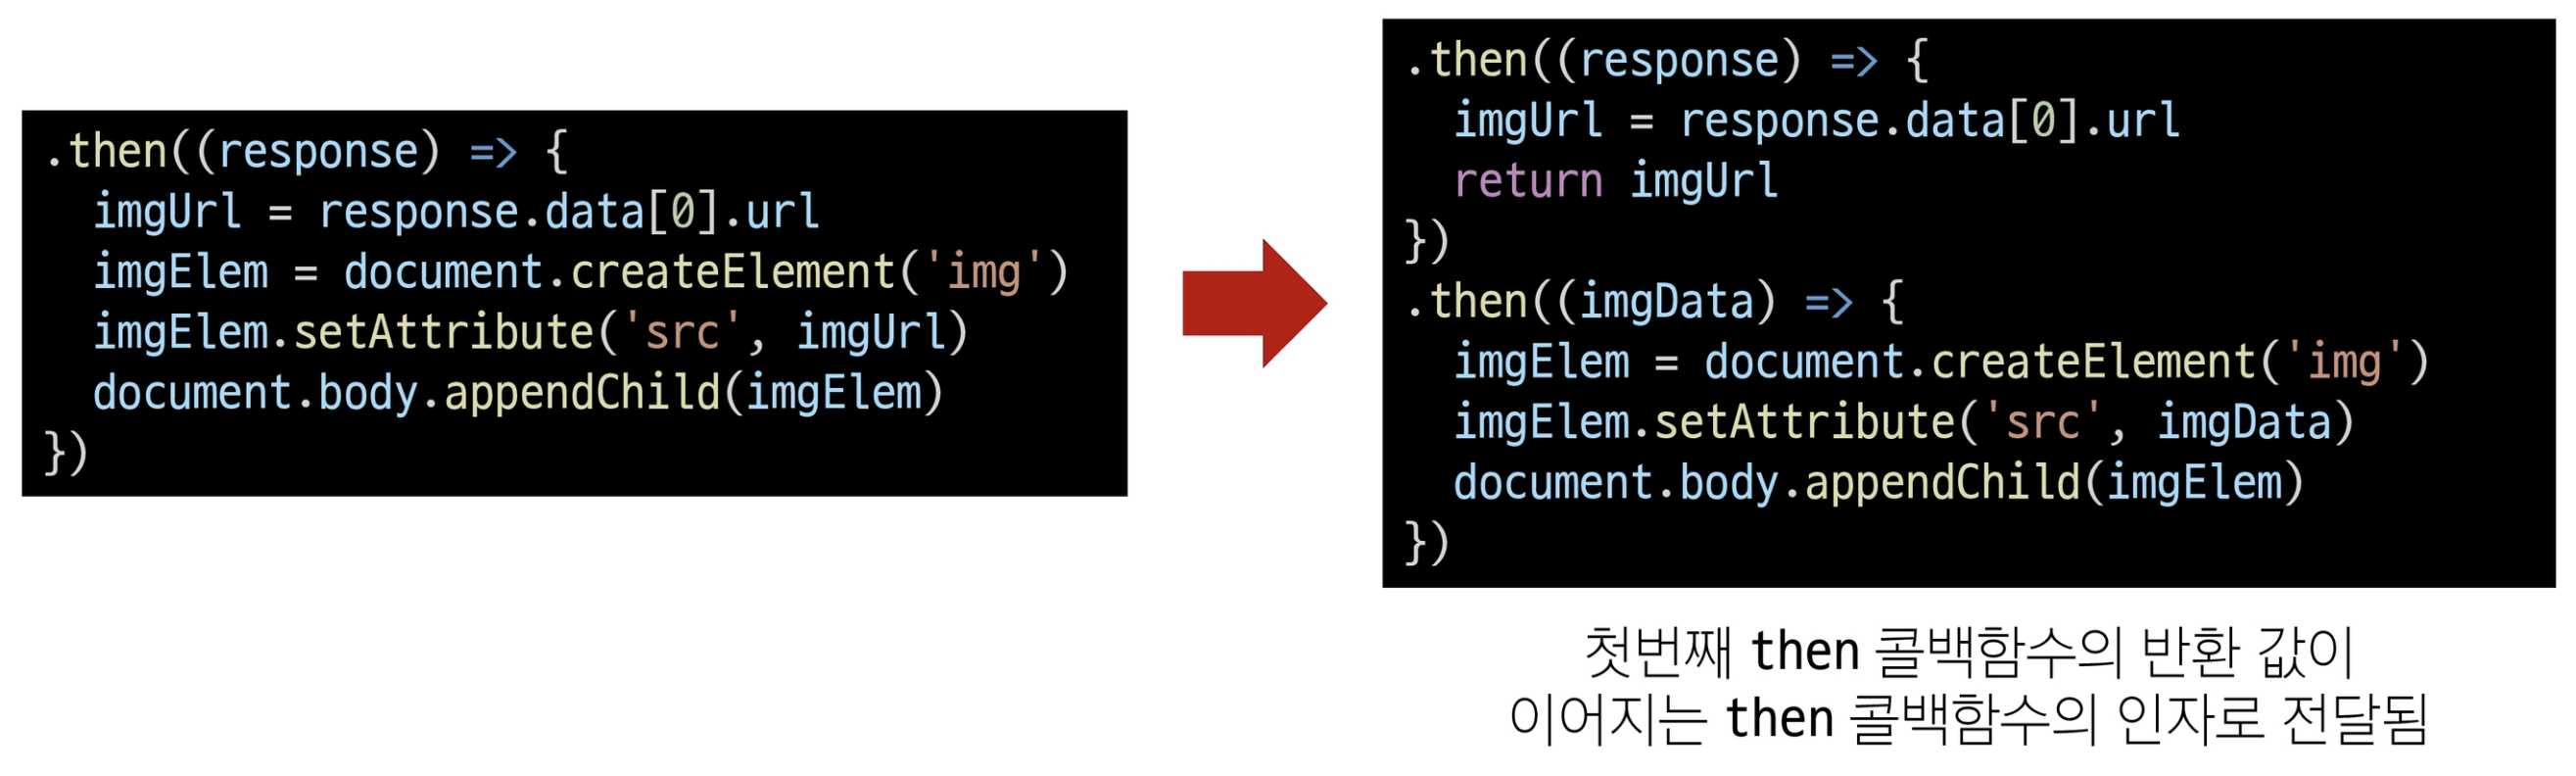 .then((response) => {
  imgUrl = response.data[0].url
  imgElem = document.createElement('img')
  imgElem.setAttribute('src', imgUrl)
  document.body.appendChild(imgElem)
})
.then((response) => {
  imgUrl = response.data[0].url
  return imgUrl
})
.then((imgData) => {
  imgElem = document.createElement('img')
  imgElem.setAttribute('src', imgData)
  document.body.appendChild(imgElem)
})
첫번째 then 콜백함수의 반환 값이
이어지는 then 콜백함수의 인자로 전달됨